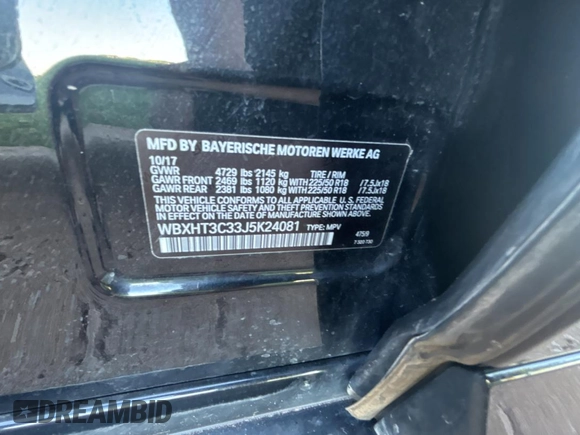 MFD BY BAYERISCHE MOTOREN WERKE AG
10/17
GVWR 4729 lbs 2145 kg TIRE / RIM
GAWR FRONT 2469 lbs 1120 kg WITH 225/50 R18 /7.5Jx18
GAWR REAR 2381 lbs 1080 kg WITH 225/50 R18 /7.5Jx18
THIS VEHICLE CONFORMS TO ALL APPLICABLE U.S. FEDERAL
MOTOR VEHICLE SAFETY, BUMPER, AND THEFT PREVENTION
STANDARDS IN EFFECT ON THE DATE OF MANUFACTURE SHOWN ABOVE.
WBXHT3C33J5K24081 TYPE: MPV
4759
DREAMBID